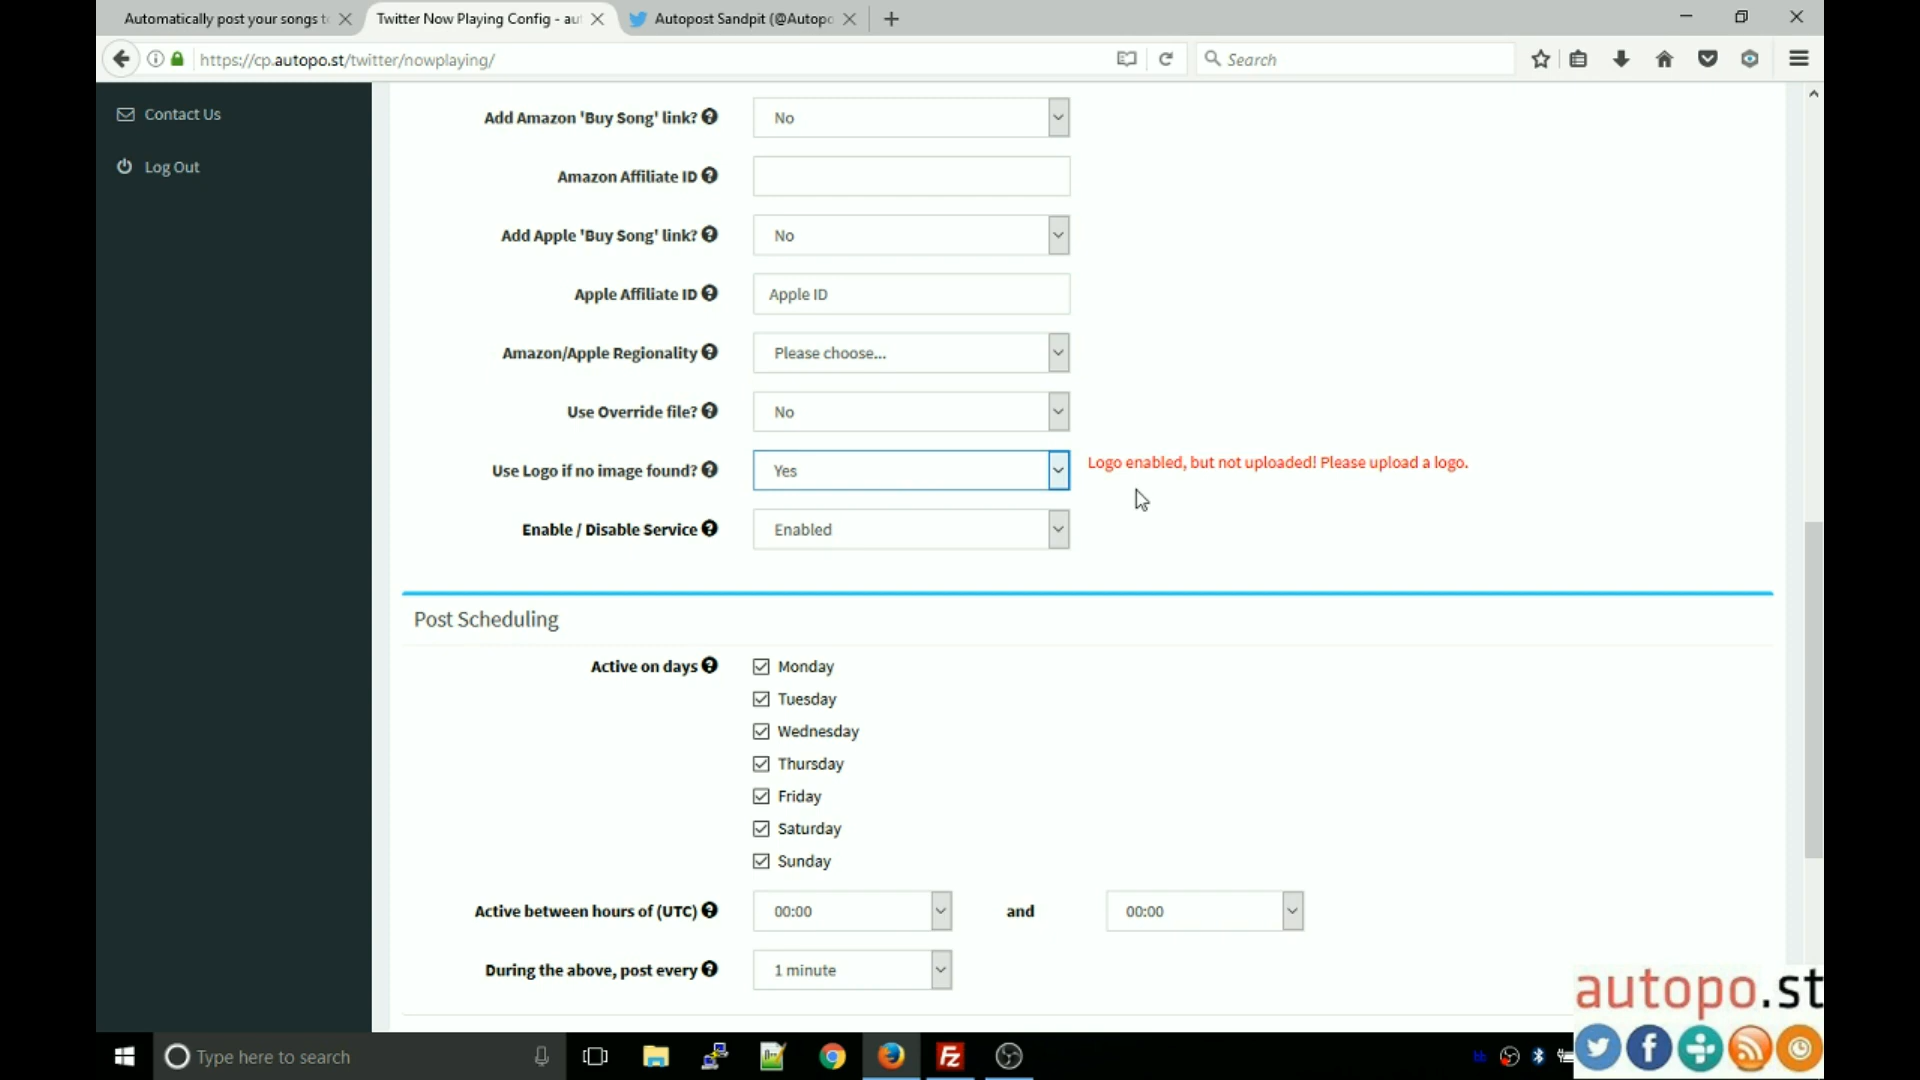 Automatically post your songs t
Twitter Now Playing Config - au
Autopost Sandpit (@Autopo
https://cp.autopo.st/twitter/nowplaying/
Search
Contact Us
Log Out
Add Amazon 'Buy Song' link?
No
Amazon Affiliate ID
Add Apple 'Buy Song' link?
No
Apple Affiliate ID
Apple ID
Amazon/Apple Regionality
Please choose...
Use Override file?
No
Use Logo if no image found?
Yes
Logo enabled, but not uploaded! Please upload a logo.
Enable / Disable Service
Enabled
Post Scheduling
Active on days
Monday
Tuesday
Wednesday
Thursday
Friday
Saturday
Sunday
Active between hours of (UTC)
00:00
and
00:00
During the above, post every
1 minute
autopo.st
Type here to search